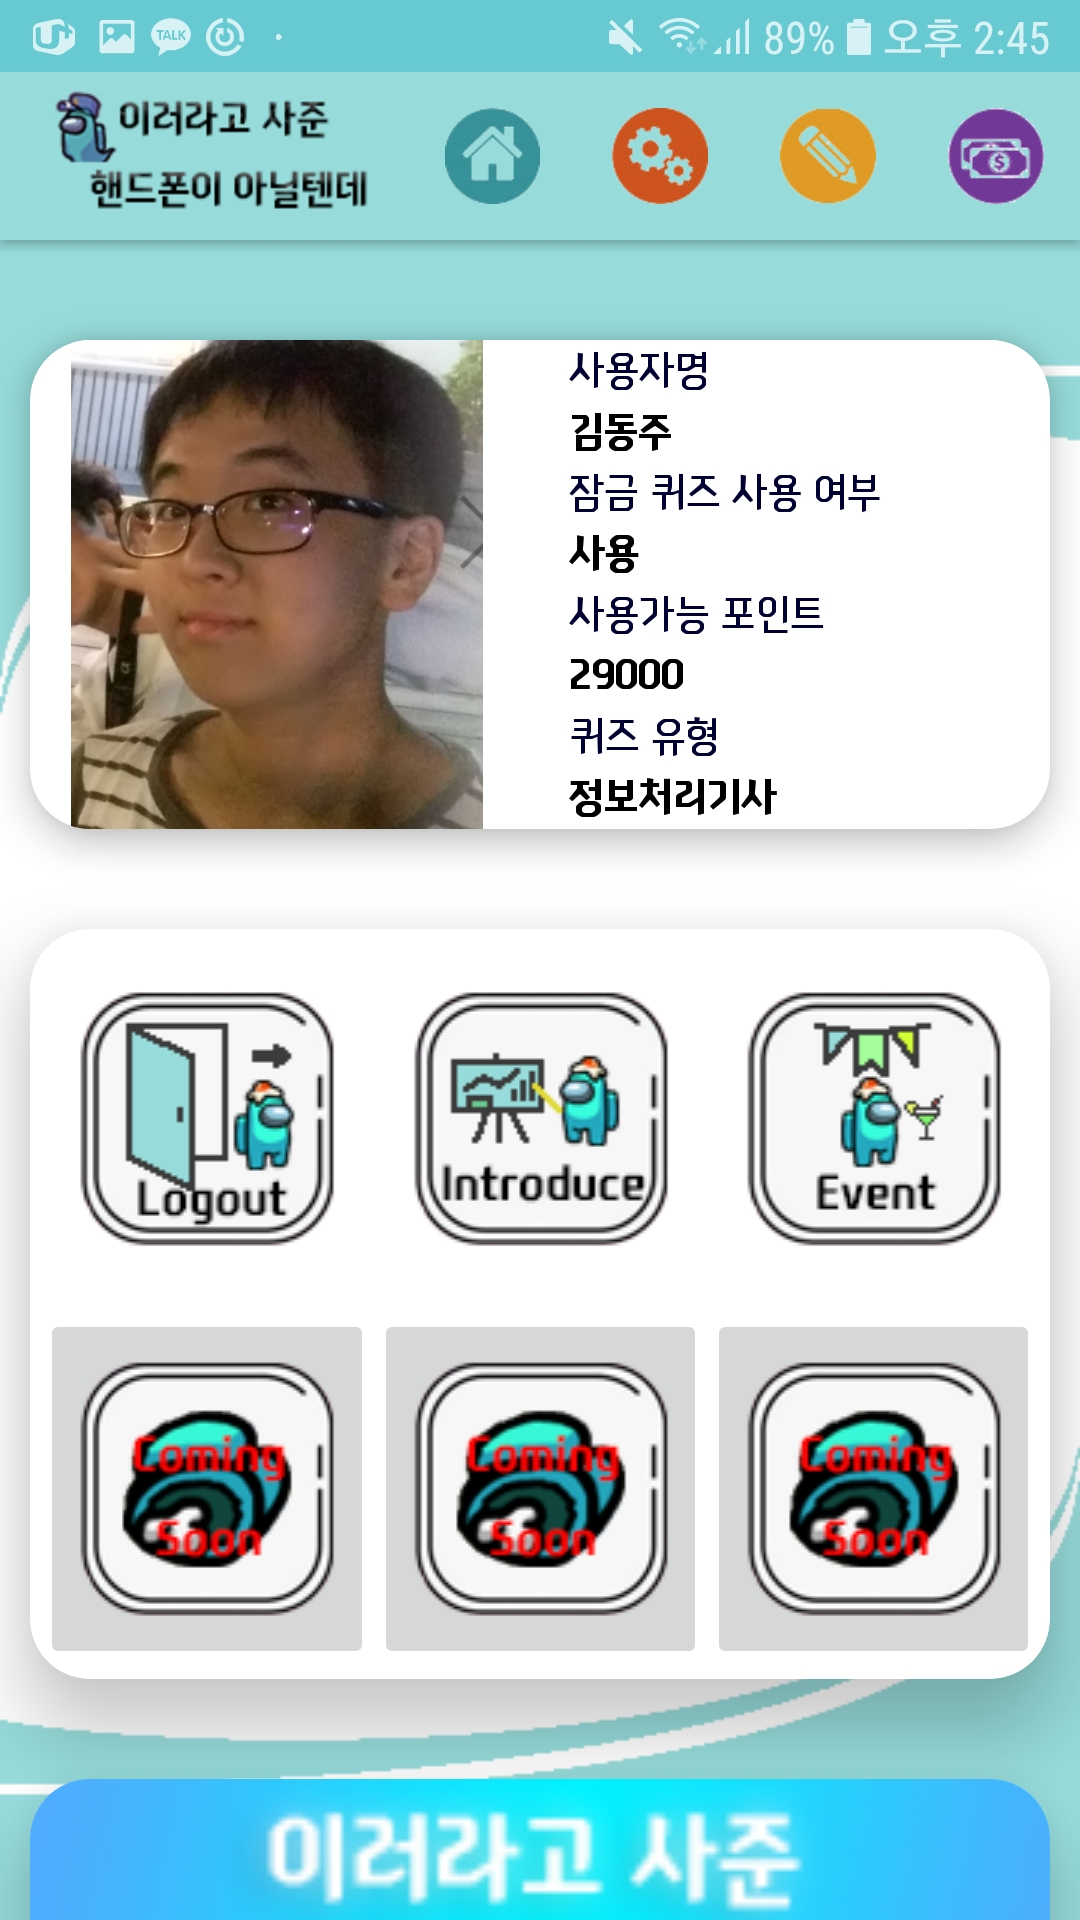 TALK
89% 오후 2:45
이러라고 사준
핸드폰이 아닐텐데
사용자명
김동주
잠금 퀴즈 사용 여부
사용
사용가능 포인트
29000
퀴즈 유형
정보처리기사
Logout
Introduce
Event
Coming
Soon
Coming
Soon
Coming
Soon
이러라고 사준